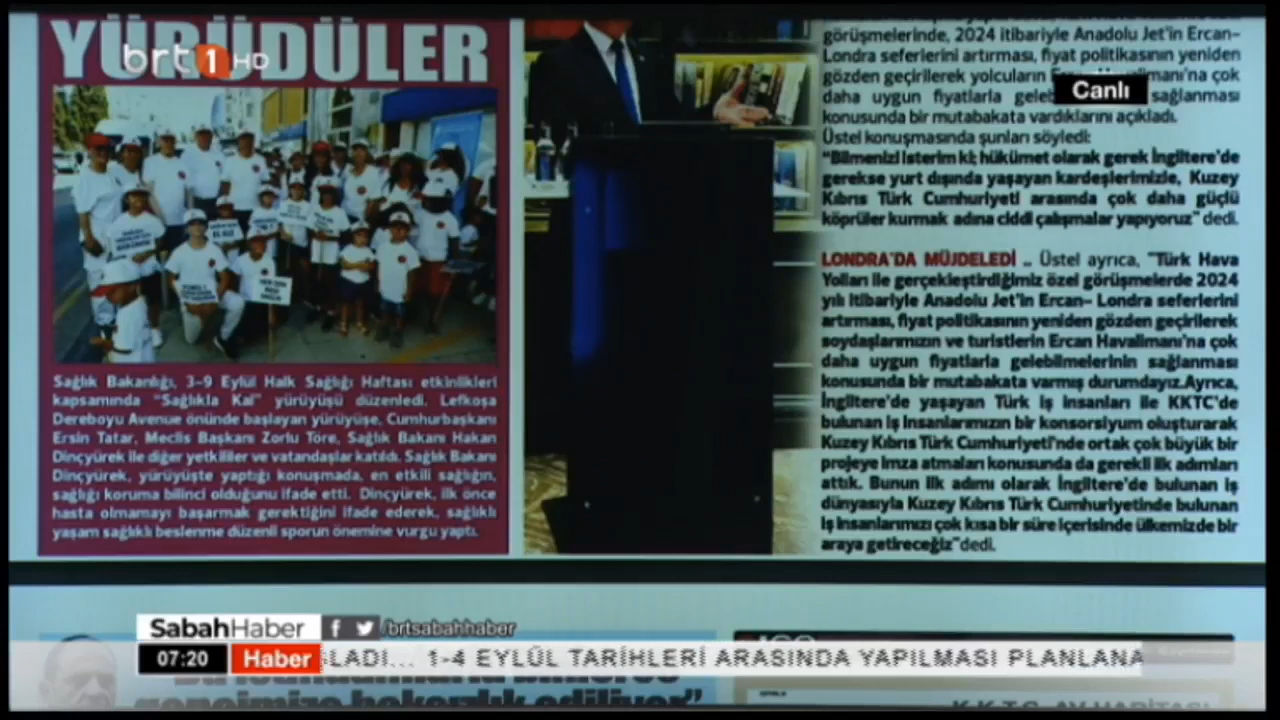 YÜRÜDÜLER
brt 1 HD
Sağlık Bakanlığı, 3-9 Eylül Halk Sağlığı Haftası etkinlikleri
kapsamında "Sağlıkla Kal" yürüyüşü düzenledi. Lefkoşa
Dereboyu Avenue önünde başlayan yürüyüşe, Cumhurbaşkanı
Ersin Tatar, Meclis Başkanı Zorlu Töre, Sağlık Bakanı Hakan
Dinçyürek ile diğer yetkililer ve vatandaşlar katıldı. Sağlık Bakanı
Dinçyürek, yürüyüşte yaptığı konuşmada, en etkili sağlığın,
sağlığı koruma bilinci olduğunu ifade etti. Dinçyürek, ilk önce
hasta olmamayı başarmak gerektiğini ifade ederek, sağlıklı
yaşam sağlıklı beslenme düzenli sporun önemine vurgu yaptı.
görüşmelerinde, 2024 itibariyle Anadolu Jet'in Ercan–
Londra seferlerini artırması, fiyat politikasının yeniden
gözden geçirilerek yolcuların Ercan Havalimanı'na çok
daha uygun fiyatlarla sağlanması
konusunda bir mutabakata vardıklarını açıkladı.
Üstel konuşmasında şunları söyledi:
"Bilmenizi isterim ki; hükümet olarak gerek İngiltere'de
gerekse yurt dışında yaşayan kardeşlerimizle, Kuzey
Kıbrıs Türk Cumhuriyeti arasında çok daha güçlü
köprüler kurmak adına ciddi çalışmalar yapıyoruz" dedi.
LONDRA'DA MÜJDELEDİ .. Üstel ayrıca, "Türk Hava
Yolları ile gerçekleştirdiğimiz özel görüşmelerde 2024
yılı itibariyle Anadolu Jet'in Ercan– Londra seferlerini
artırması, fiyat politikasının yeniden gözden geçirilerek
soydaşlarımızın ve turistlerin Ercan Havalimanı'na çok
daha uygun fiyatlarla gelebilmelerinin sağlanması
konusunda bir mutabakata varmış durumdayız.Ayrıca,
İngiltere'de yaşayan Türk iş insanları ile KKTC'de
bulunan iş insanlarımızın bir konsorsiyum oluşturarak
Kuzey Kıbrıs Türk Cumhuriyeti'nde ortak çok büyük bir
projeye imza atmaları konusunda da gerekli ilk adımları
attık. Bunun ilk adımı olarak İngiltere'de bulunan iş
dünyasıyla Kuzey Kıbrıs Türk Cumhuriyetinde bulunan
iş insanlarımızı çok kısa bir süre içerisinde ülkemizde bir
araya getireceğiz"dedi.
Canlı
SabahHaber
/brtsabahhaber
07:20
Haber
ŞLADI... 1-4 EYLÜL TARİHLERİ ARASINDA YAPILMASI PLANLANA